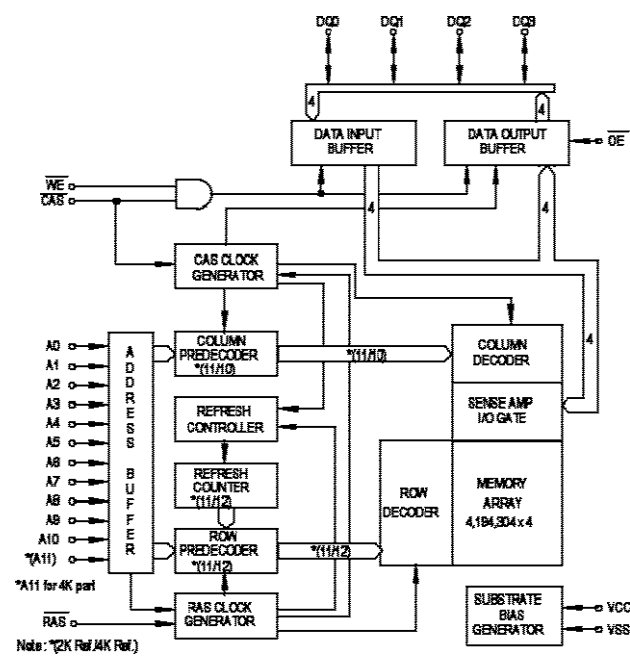 DQ0 DQ1 DQ2 DQ3
4
4
DATA INPUT
BUFFER
DATA OUTPUT
BUFFER
OE
WE
CAS
4
4
CAS CLOCK
GENERATOR
A0
A1
A2
A3
A4
A5
A6
A7
A8
A9
A10
*(A11)
ADDRESS BUFFER
COLUMN
PREDECODER
*(11/10)
*(11/10)
COLUMN
DECODER
4
REFRESH
CONTROLLER
SENSE AMP
I/O GATE
REFRESH
COUNTER
*(11/12)
ROW
DECODER
MEMORY
ARRAY
4,194,304 x 4
ROW
PREDECODER
*(11/12)
*(11/12)
*A11 for 4K part
RAS
RAS CLOCK
GENERATOR
SUBSTRATE
BIAS
GENERATOR
VCC
VSS
Note : *(2K Ref./4K Ref.)